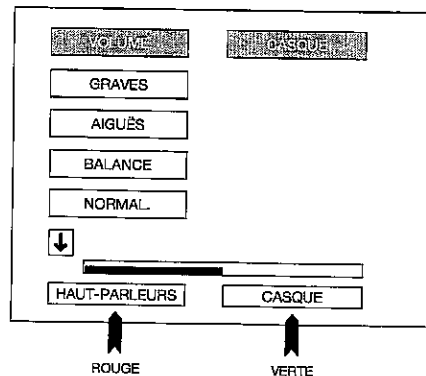 VOLUME CASQUE
GRAVES
AIGUËS
BALANCE
NORMAL.
HAUT-PARLEURS CASQUE
ROUGE VERTE